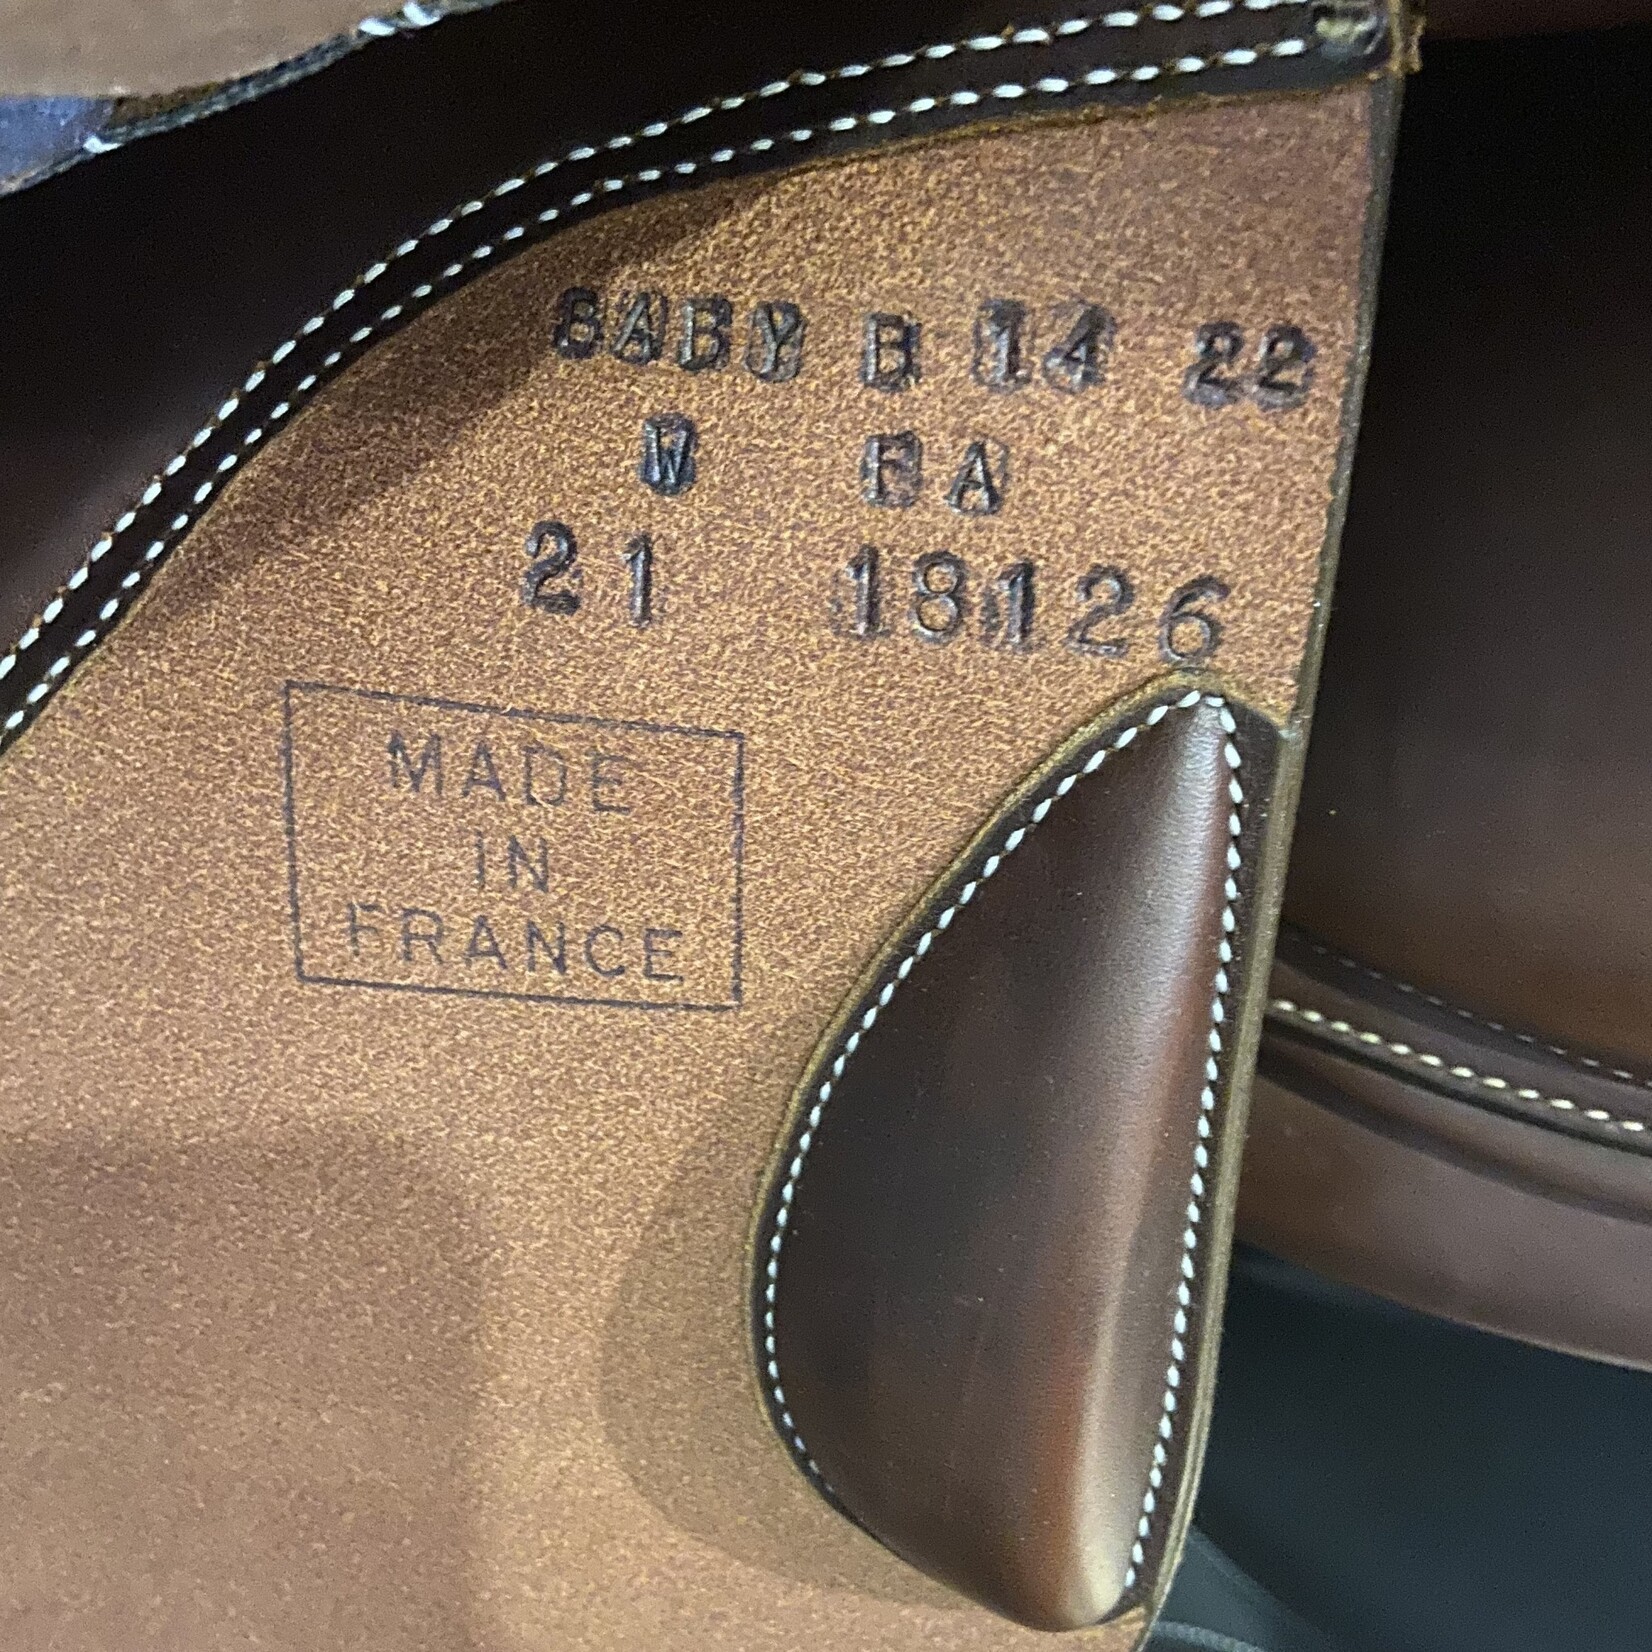 BABY B 14 22
W FA
21 18126
MADE
IN
FRANCE